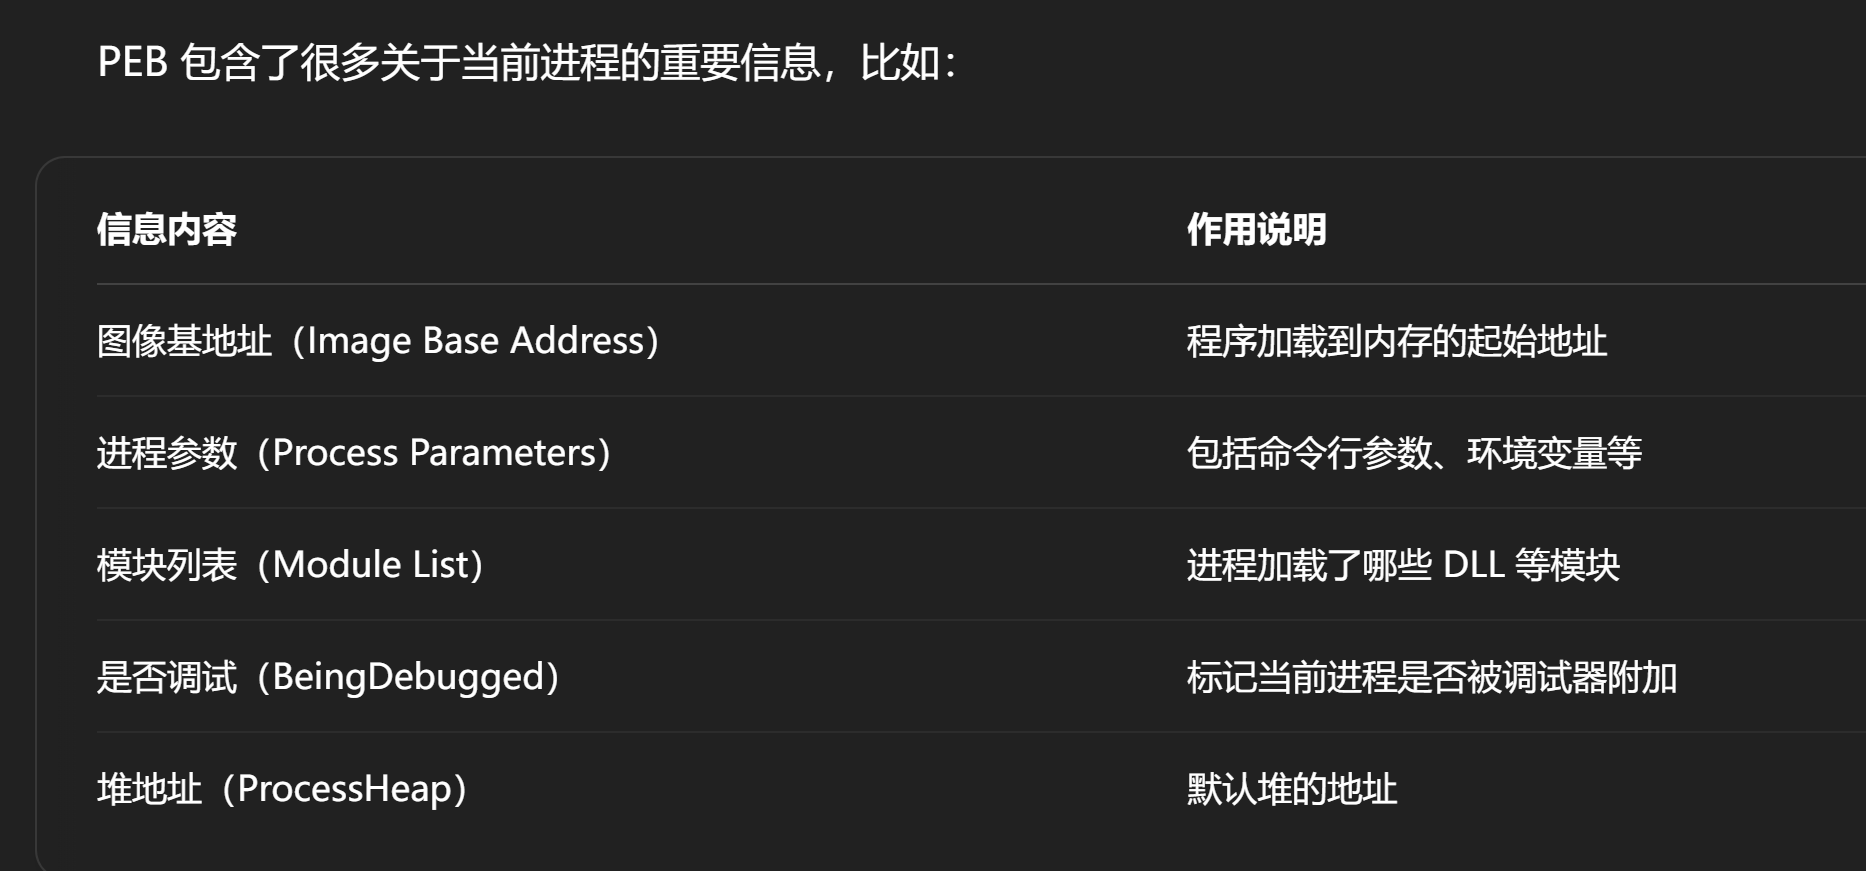 PEB 包含了很多关于当前进程的重要信息，比如：
信息内容 作用说明
图像基地址（Image Base Address） 程序加载到内存的起始地址
进程参数（Process Parameters） 包括命令行参数、环境变量等
模块列表（Module List） 进程加载了哪些 DLL 等模块
是否调试（BeingDebugged） 标记当前进程是否被调试器附加
堆地址（ProcessHeap） 默认堆的地址